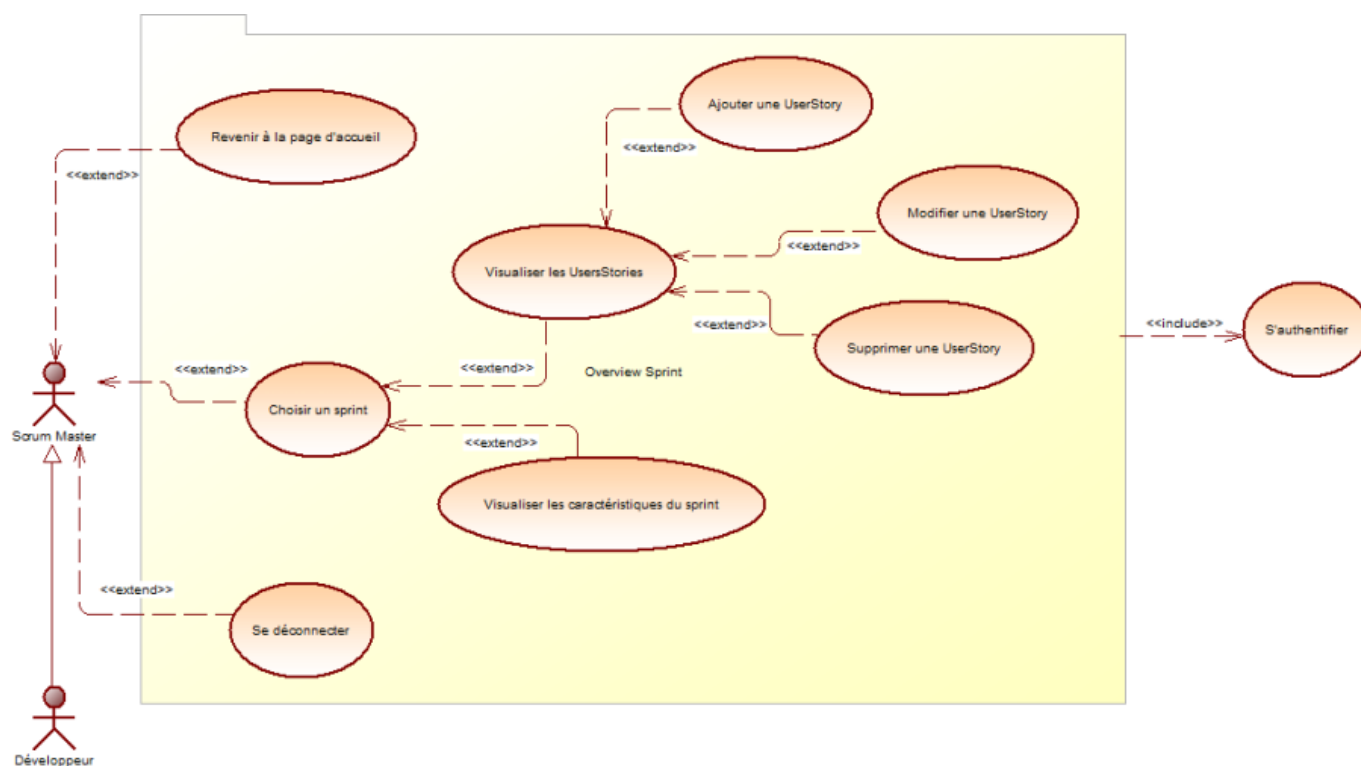 Ajouter une UserStory
Revenir à la page d'accueil
<<extend>>
<<extend>>
Modifier une UserStory
<<extend>>
Visualiser les UsersStories
<<extend>>
<<include>>
S'authentifier
Supprimer une UserStory
<<extend>>
<<extend>>
Overview Sprint
Choisir un sprint
Scrum Master
<<extend>>
Visualiser les caractéristiques du sprint
<<extend>>
Se déconnecter
Développeur